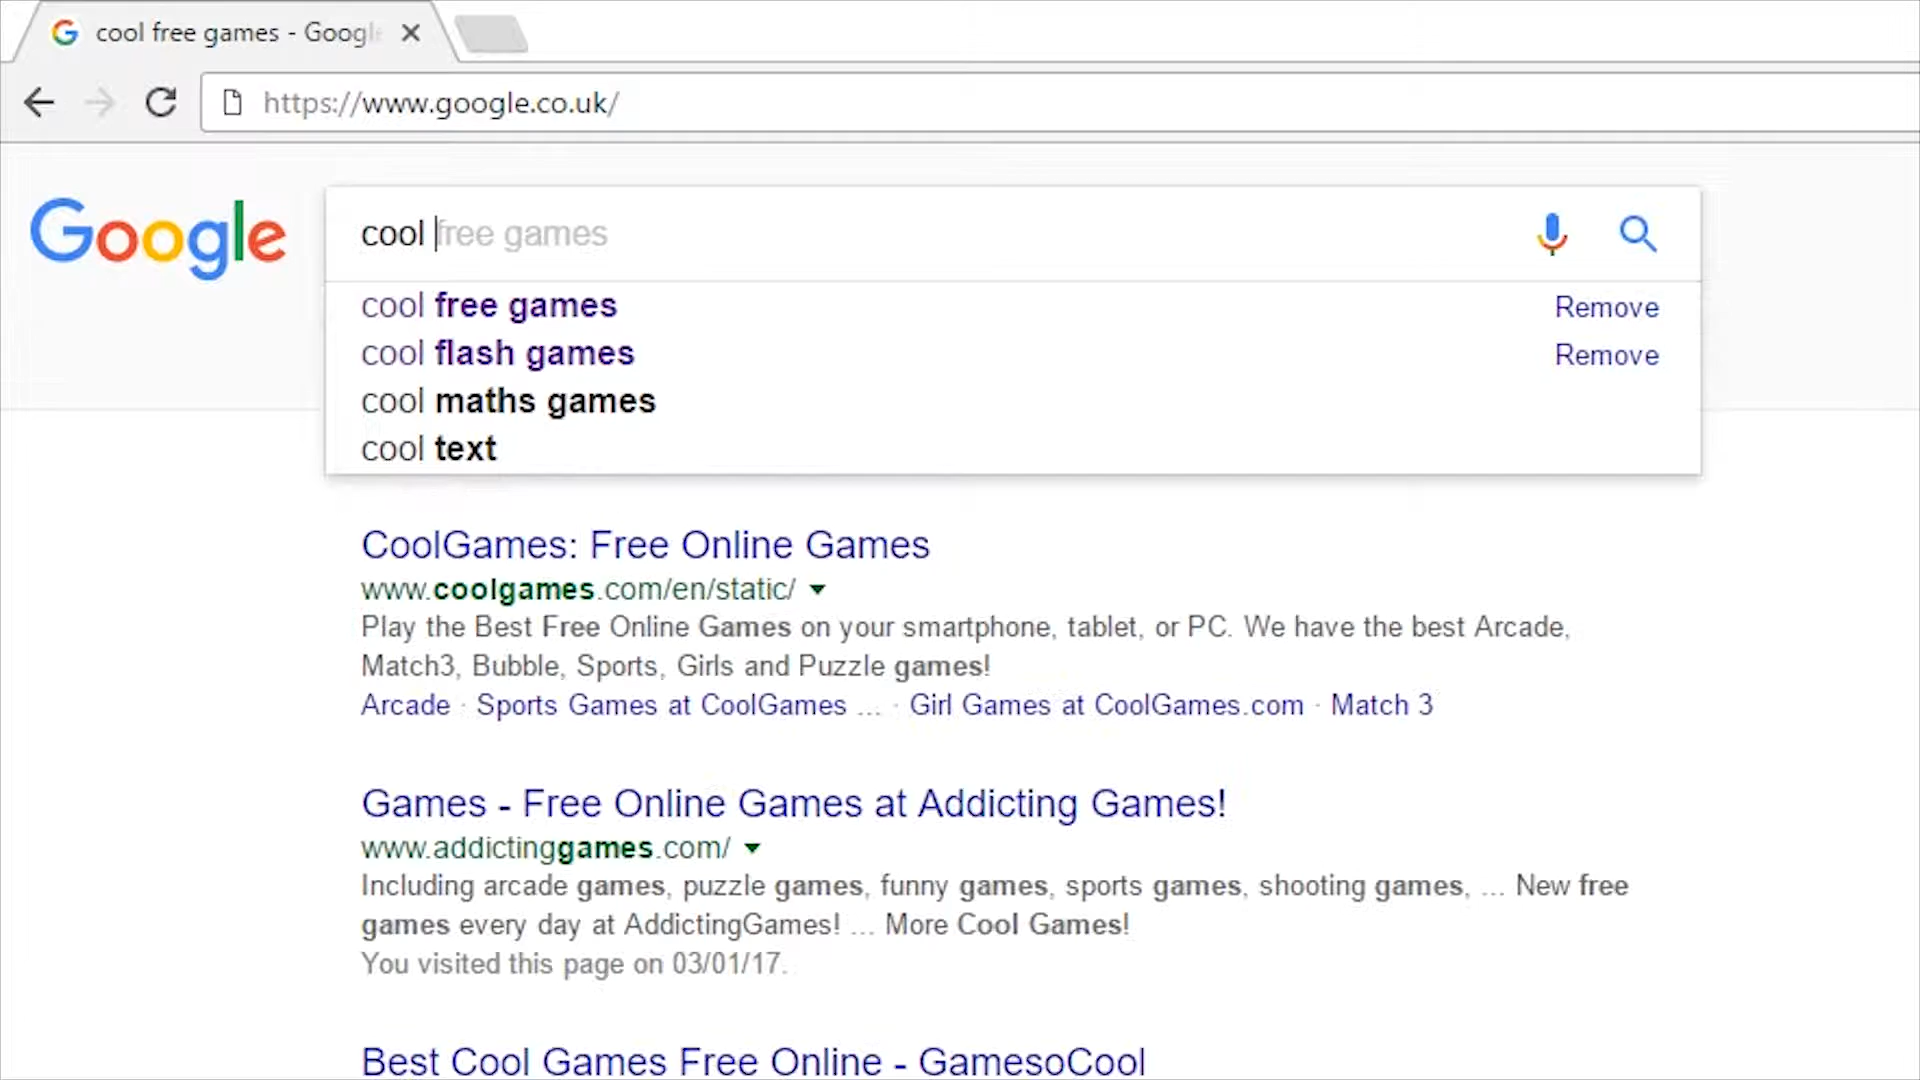 cool free games - Googl
https://www.google.co.uk/
Google
cool free games
cool free games Remove
cool flash games Remove
cool maths games
cool text
CoolGames: Free Online Games
www.coolgames.com/en/static/
Play the Best Free Online Games on your smartphone, tablet, or PC. We have the best Arcade,
Match3, Bubble, Sports, Girls and Puzzle games!
Arcade · Sports Games at CoolGames ... · Girl Games at CoolGames.com · Match 3
Games - Free Online Games at Addicting Games!
www.addictinggames.com/
Including arcade games, puzzle games, funny games, sports games, shooting games, ... New free
games every day at AddictingGames! ... More Cool Games!
You visited this page on 03/01/17.
Best Cool Games Free Online - GamesoCool